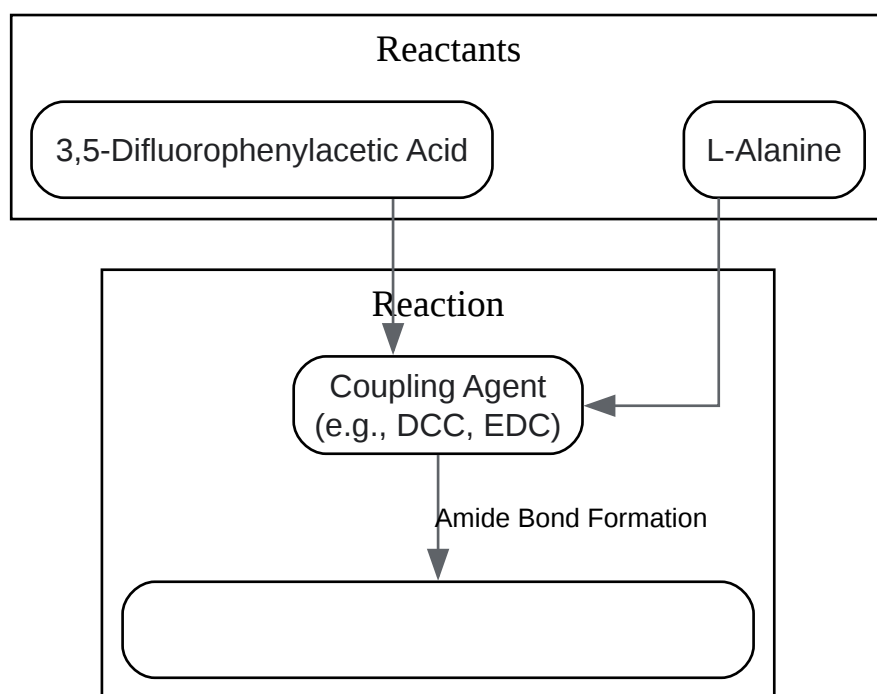 Reactants
3,5-Difluorophenylacetic Acid
L-Alanine
Reaction
Coupling Agent
(e.g., DCC, EDC)
Amide Bond Formation